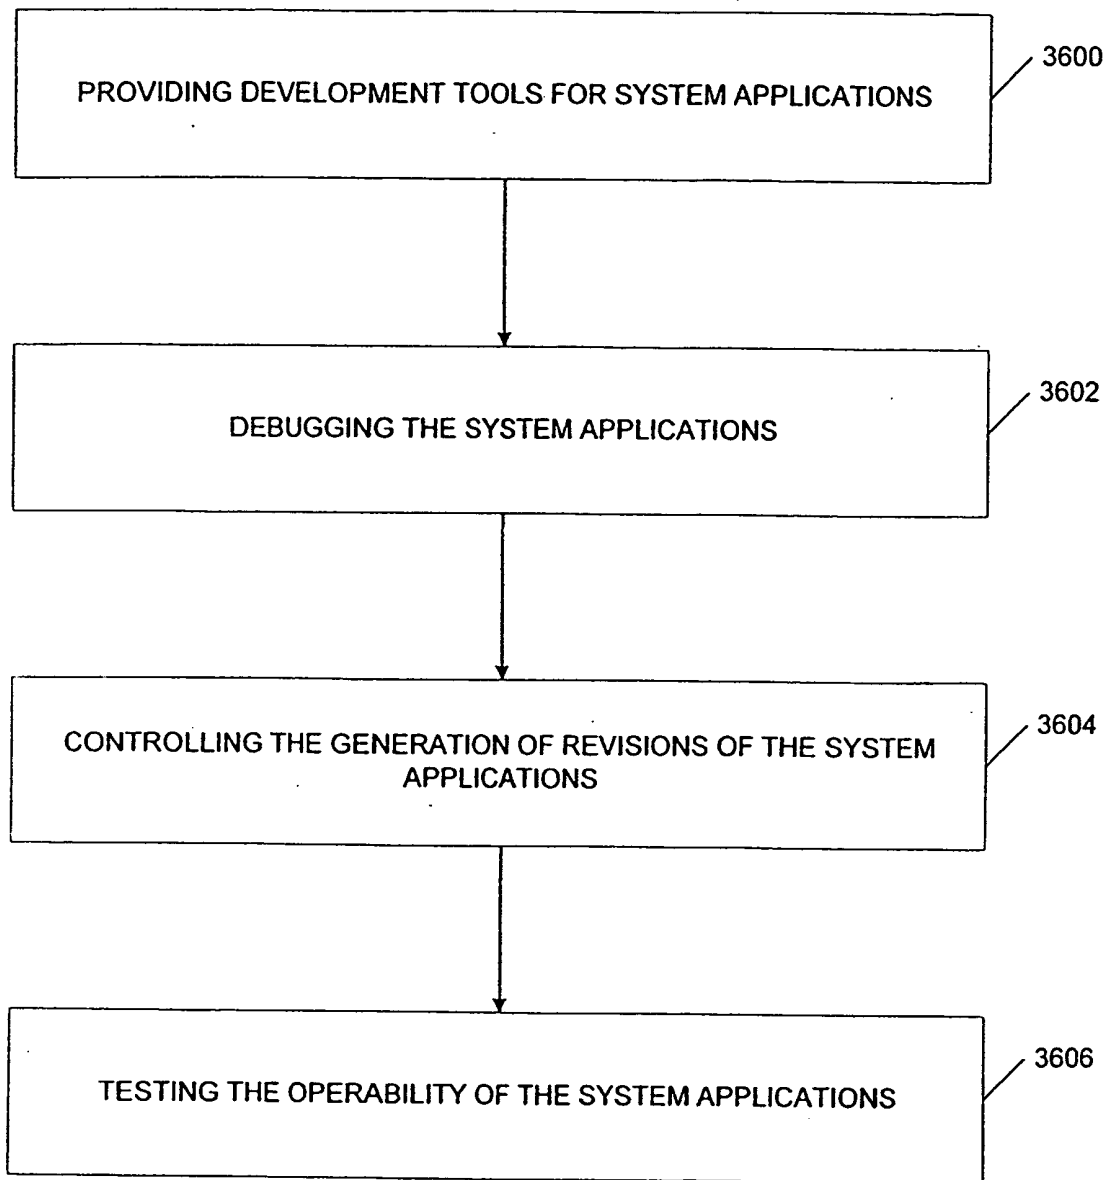 PROVIDING DEVELOPMENT TOOLS FOR SYSTEM APPLICATIONS
3600
DEBUGGING THE SYSTEM APPLICATIONS
3602
CONTROLLING THE GENERATION OF REVISIONS OF THE SYSTEM
APPLICATIONS
3604
TESTING THE OPERABILITY OF THE SYSTEM APPLICATIONS
3606